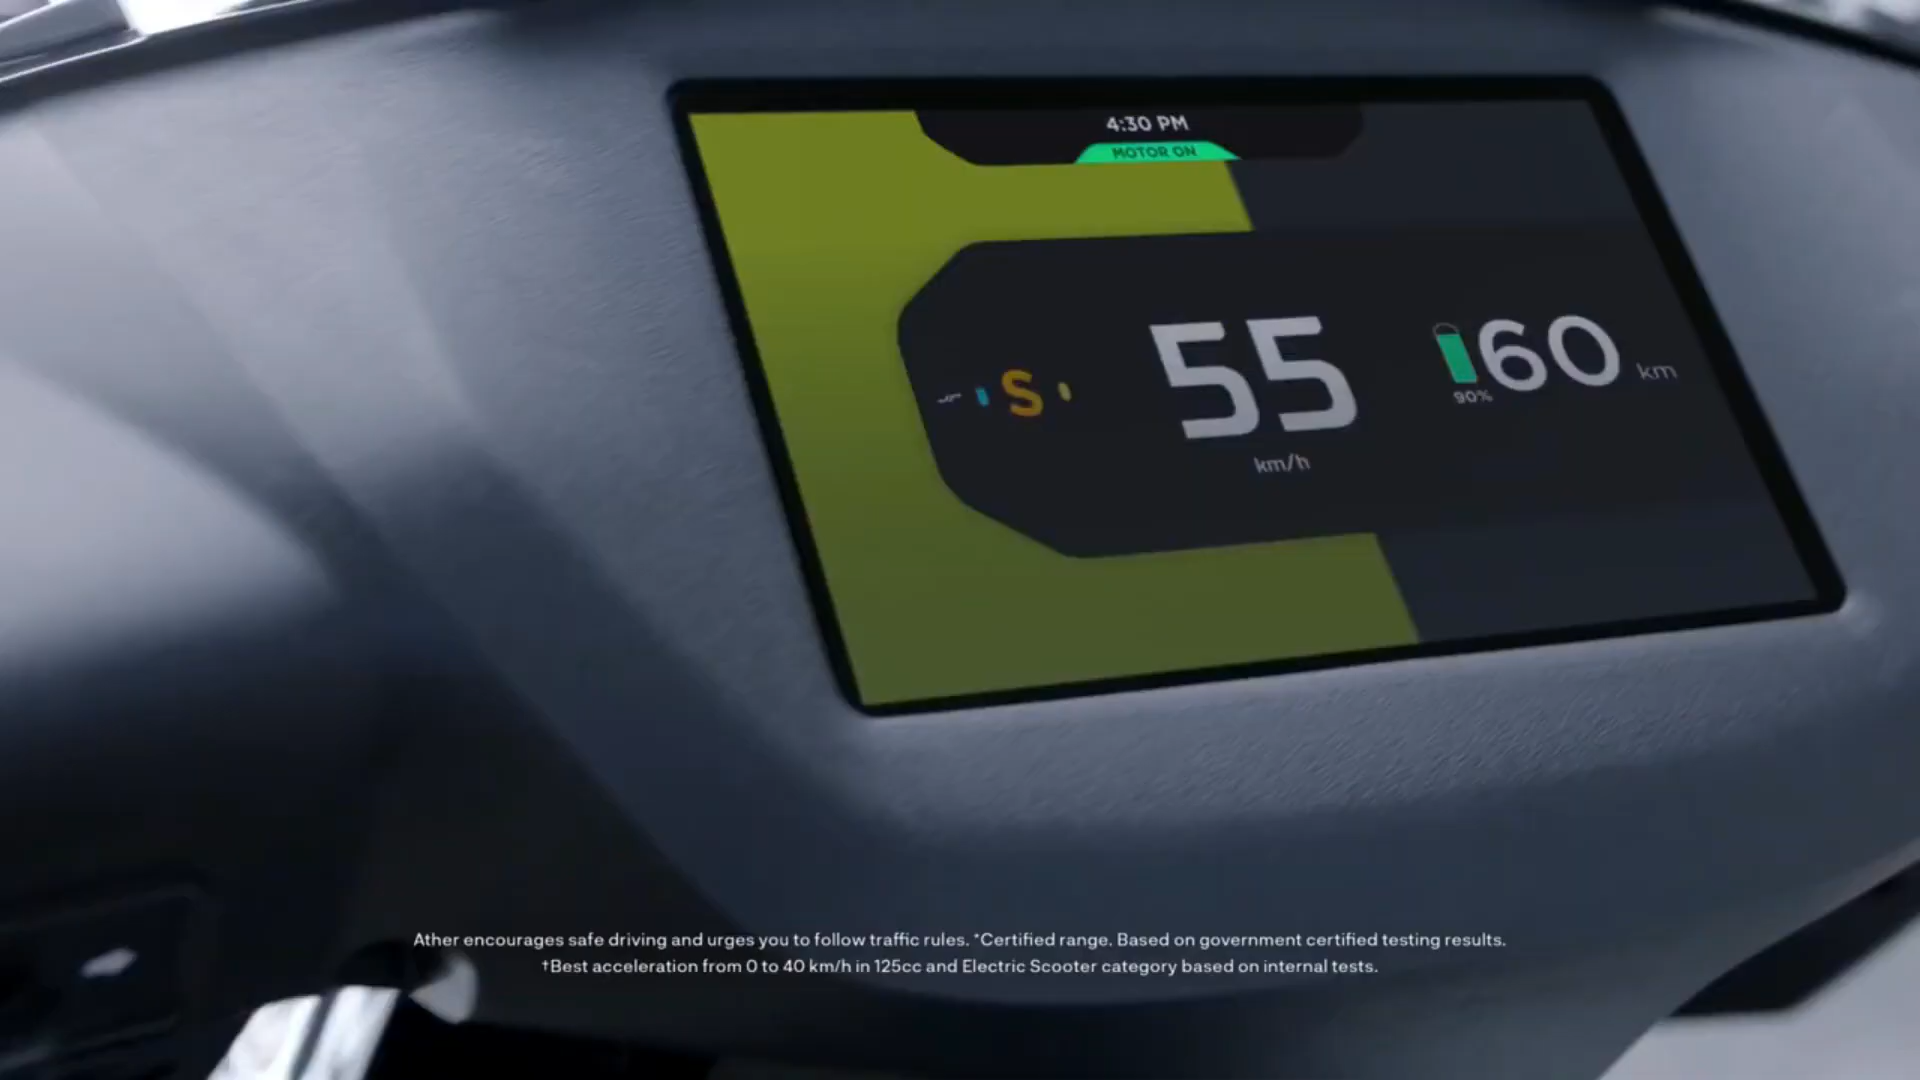 4:30 PM
MOTOR ON
S
55
km/h
60 km
90%
Ather encourages safe driving and urges you to follow traffic rules. *Certified range. Based on government certified testing results.
†Best acceleration from 0 to 40 km/h in 125cc and Electric Scooter category based on internal tests.